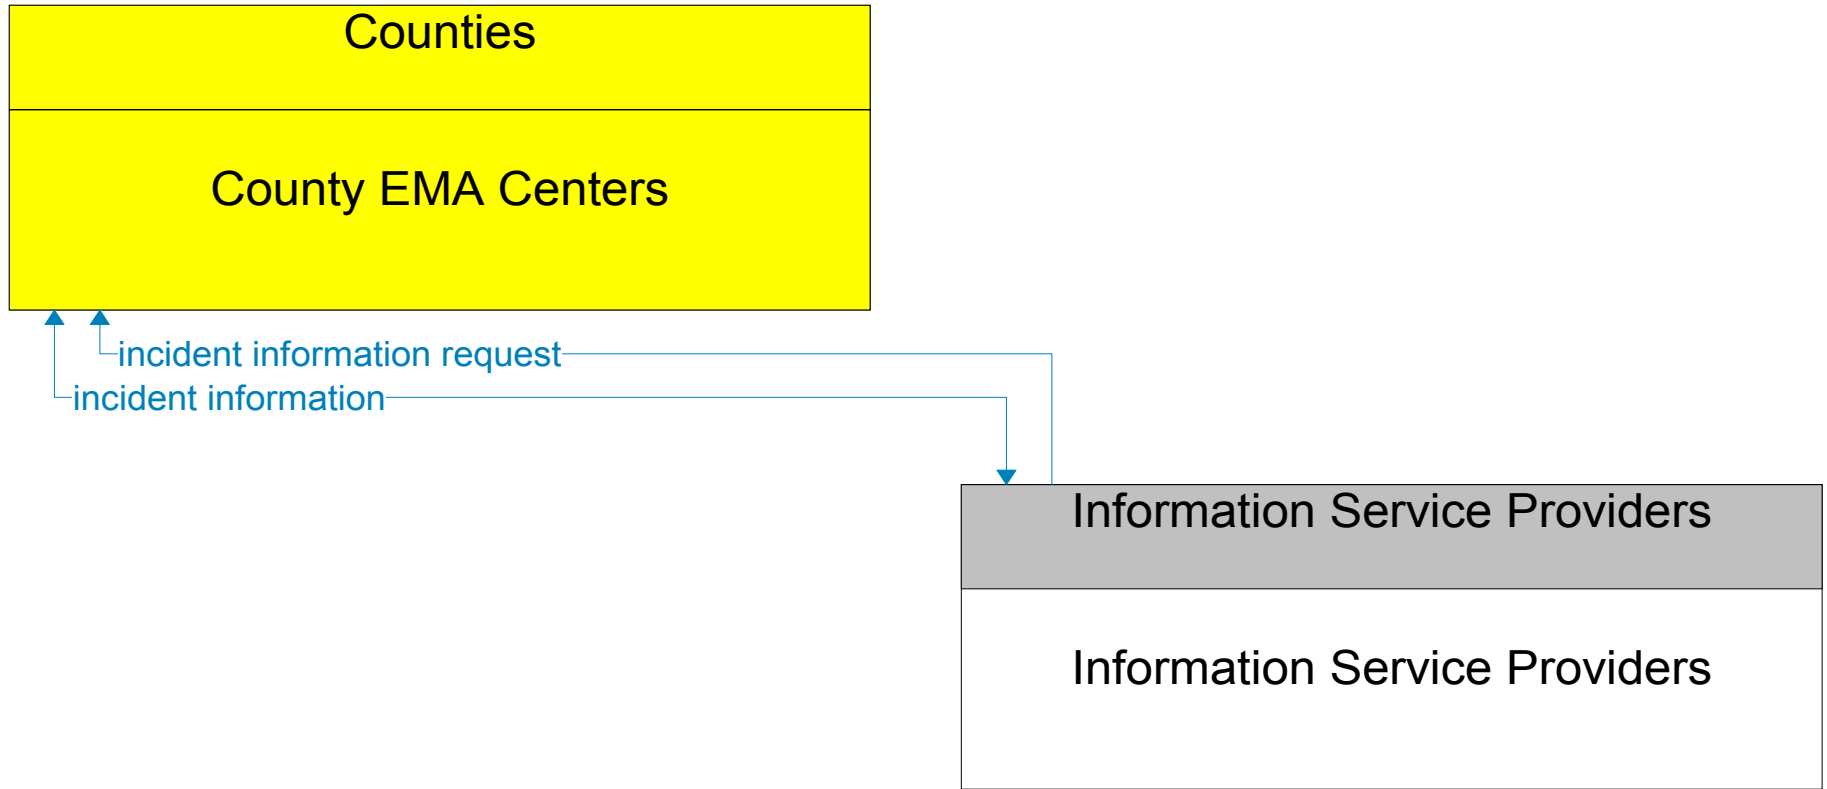 Counties
County EMA Centers
incident information request
incident information
Information Service Providers
Information Service Providers